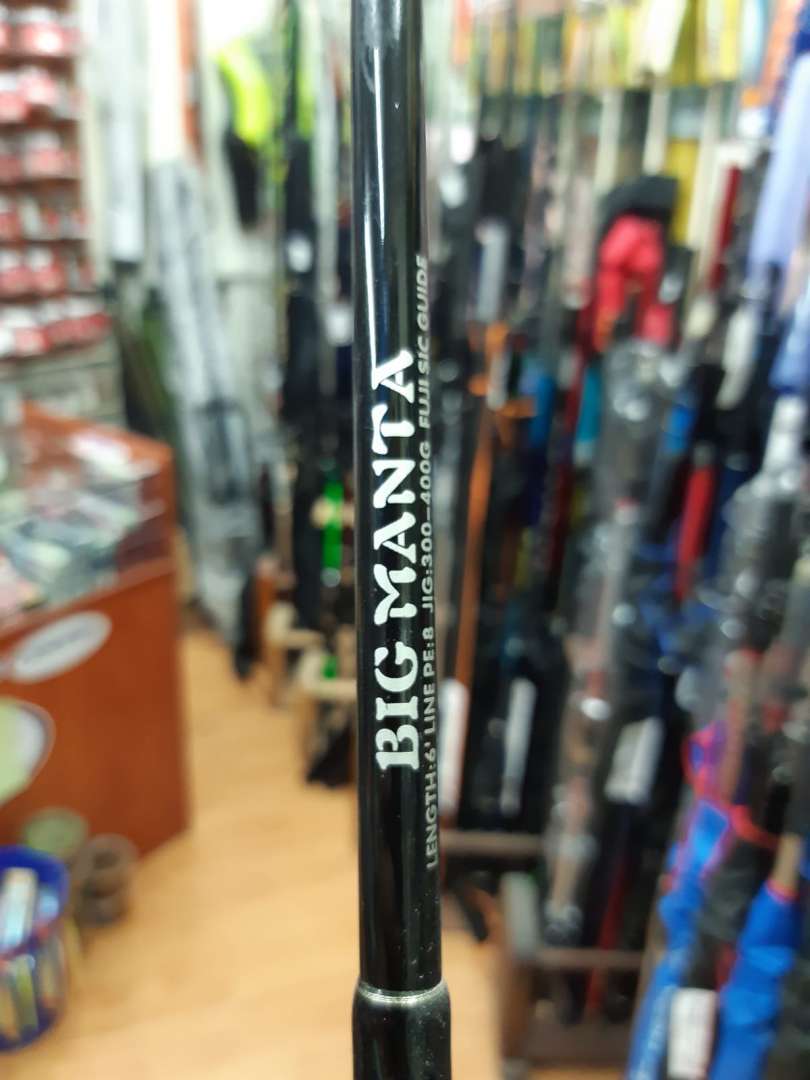 BIG MANTA
LENGTH:6' LINE PE:8 JIG:300-400G FUJI SIC GUIDE